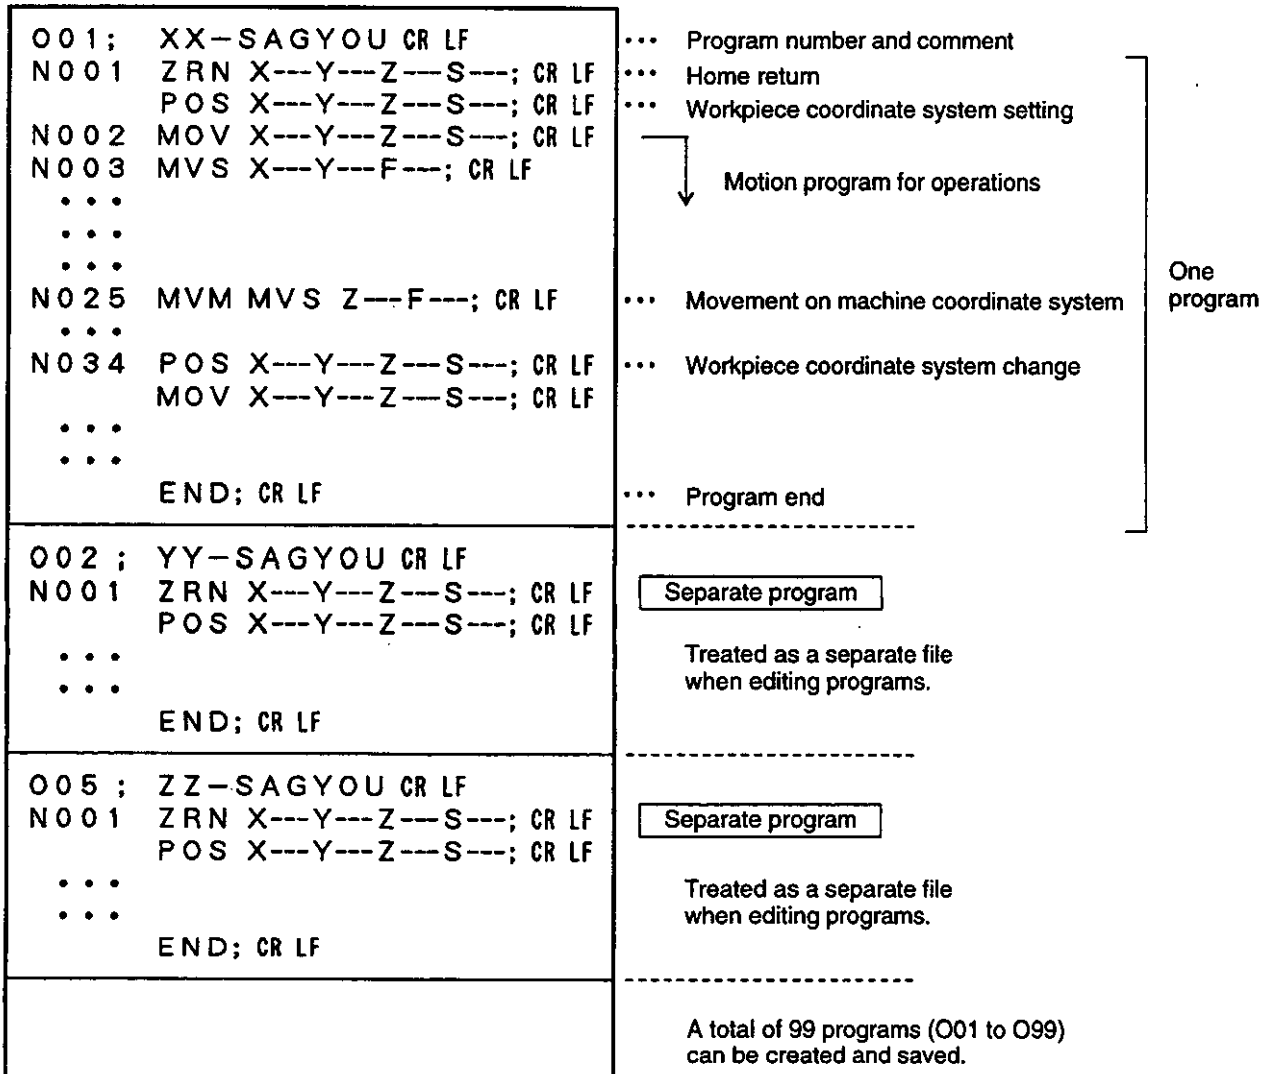 O01; XX-SAGYOU CR LF ••• Program number and comment
N001 ZRN X---Y---Z---S---; CR LF ••• Home return
POS X---Y---Z---S---; CR LF ••• Workpiece coordinate system setting
N002 MOV X---Y---Z---S---; CR LF
N003 MVS X---Y---F---; CR LF
Motion program for operations
•••
•••
•••
One
program
N025 MVM MVS Z---F---; CR LF ••• Movement on machine coordinate system
•••
N034 POS X---Y---Z---S---; CR LF ••• Workpiece coordinate system change
MOV X---Y---Z---S---; CR LF
•••
•••
END; CR LF ••• Program end
O02; YY-SAGYOU CR LF
N001 ZRN X---Y---Z---S---; CR LF Separate program
POS X---Y---Z---S---; CR LF
•••
•••
Treated as a separate file
when editing programs.
END; CR LF
O05; ZZ-SAGYOU CR LF
N001 ZRN X---Y---Z---S---; CR LF Separate program
POS X---Y---Z---S---; CR LF
•••
•••
Treated as a separate file
when editing programs.
END; CR LF
A total of 99 programs (O01 to O99)
can be created and saved.